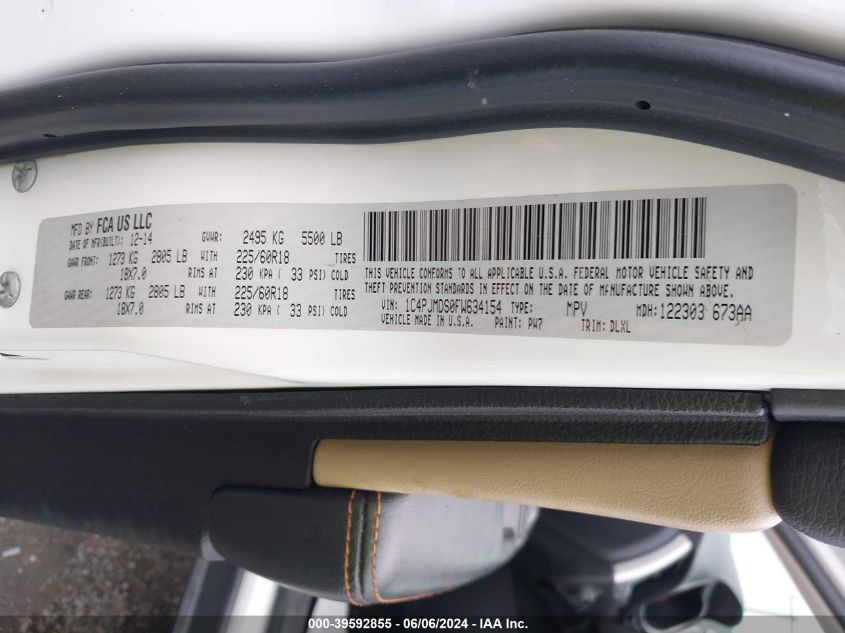 MFD BY FCA US LLC
DATE OF MFR(BUILT): 12-14 GVWR: 2495 KG 5500 LB
GAWR FRONT: 1273 KG 2805 LB WITH 225/60R18 TIRES
18X7.0 RIMS AT 230 KPA ( 33 PSI) COLD
GAWR REAR: 1273 KG 2805 LB WITH 225/60R18 TIRES
18X7.0 RIMS AT 230 KPA ( 33 PSI) COLD
THIS VEHICLE CONFORMS TO ALL APPLICABLE U.S.A. FEDERAL MOTOR VEHICLE SAFETY AND
THEFT PREVENTION STANDARDS IN EFFECT ON THE DATE OF MANUFACTURE SHOWN ABOVE.
VIN: 1C4PJMDS0FW634154 TYPE: MPV MDH: 122303 673AA
VEHICLE MADE IN U.S.A. PAINT: PW7 TRIM: DLXL
000-39592855 - 06/06/2024 - IAA Inc.